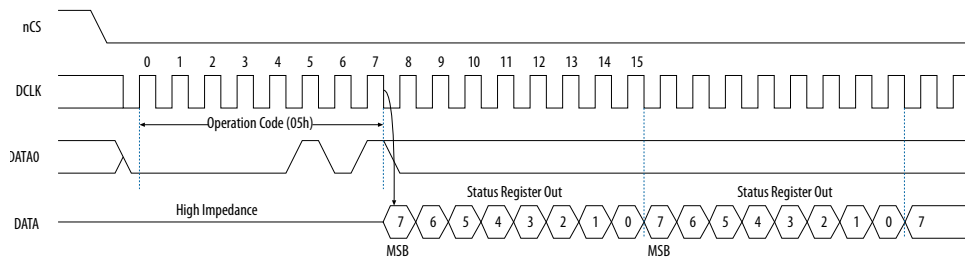 nCS
0 1 2 3 4 5 6 7 8 9 10 11 12 13 14 15
DCLK
Operation Code (05h)
DATA0
Status Register Out Status Register Out
High Impedance
DATA 7 6 5 4 3 2 1 0 7 6 5 4 3 2 1 0 7
MSB MSB